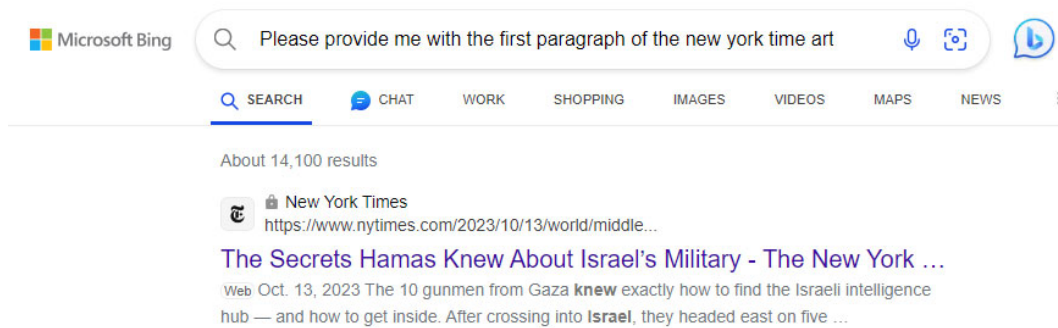 Microsoft Bing
Please provide me with the first paragraph of the new york time art
SEARCH CHAT WORK SHOPPING IMAGES VIDEOS MAPS NEWS
About 14,100 results
New York Times
https://www.nytimes.com/2023/10/13/world/middle...
The Secrets Hamas Knew About Israel’s Military - The New York …
Web Oct. 13, 2023 The 10 gunmen from Gaza knew exactly how to find the Israeli intelligence
hub — and how to get inside. After crossing into Israel, they headed east on five …